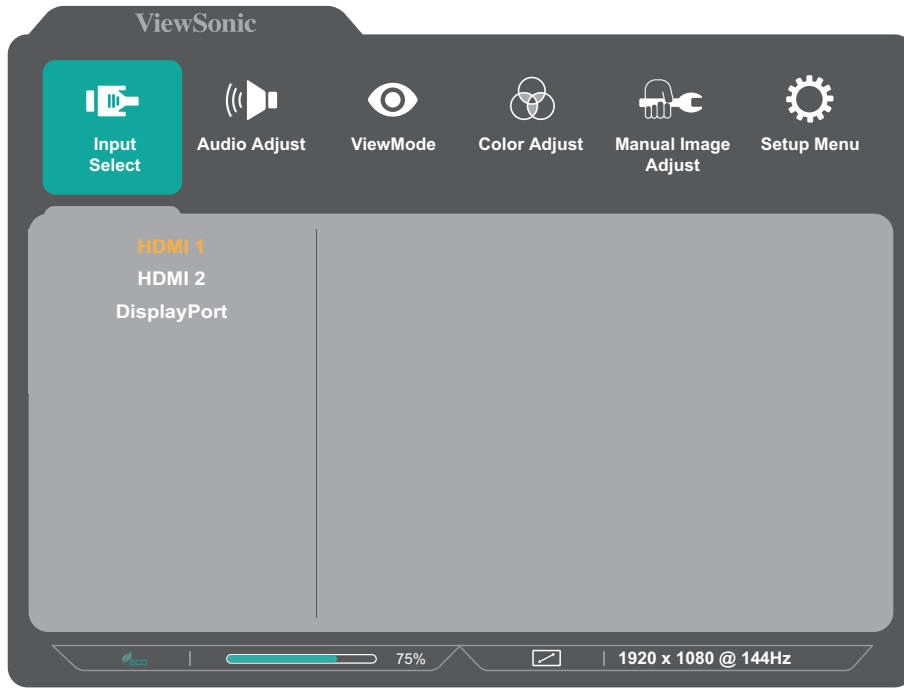 ViewSonic
Input
Select
Audio Adjust
ViewMode
Color Adjust
Manual Image
Adjust
Setup Menu
HDMI 1
HDMI 2
DisplayPort
eco
75%
1920 x 1080 @ 144Hz